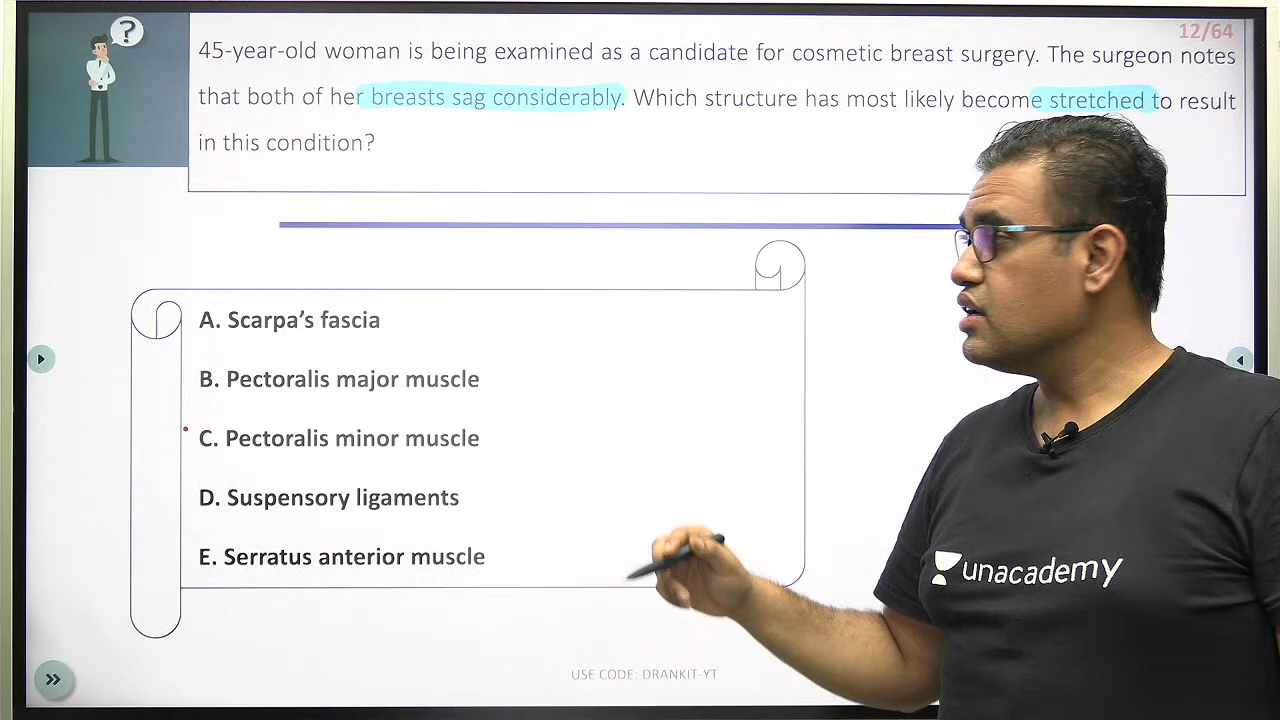 12/64
?
45-year-old woman is being examined as a candidate for cosmetic breast surgery. The surgeon notes
that both of her breasts sag considerably. Which structure has most likely become stretched to result
in this condition?
A. Scarpa’s fascia
B. Pectoralis major muscle
C. Pectoralis minor muscle
D. Suspensory ligaments
E. Serratus anterior muscle
unacademy
USE CODE: DRANKIT-YT